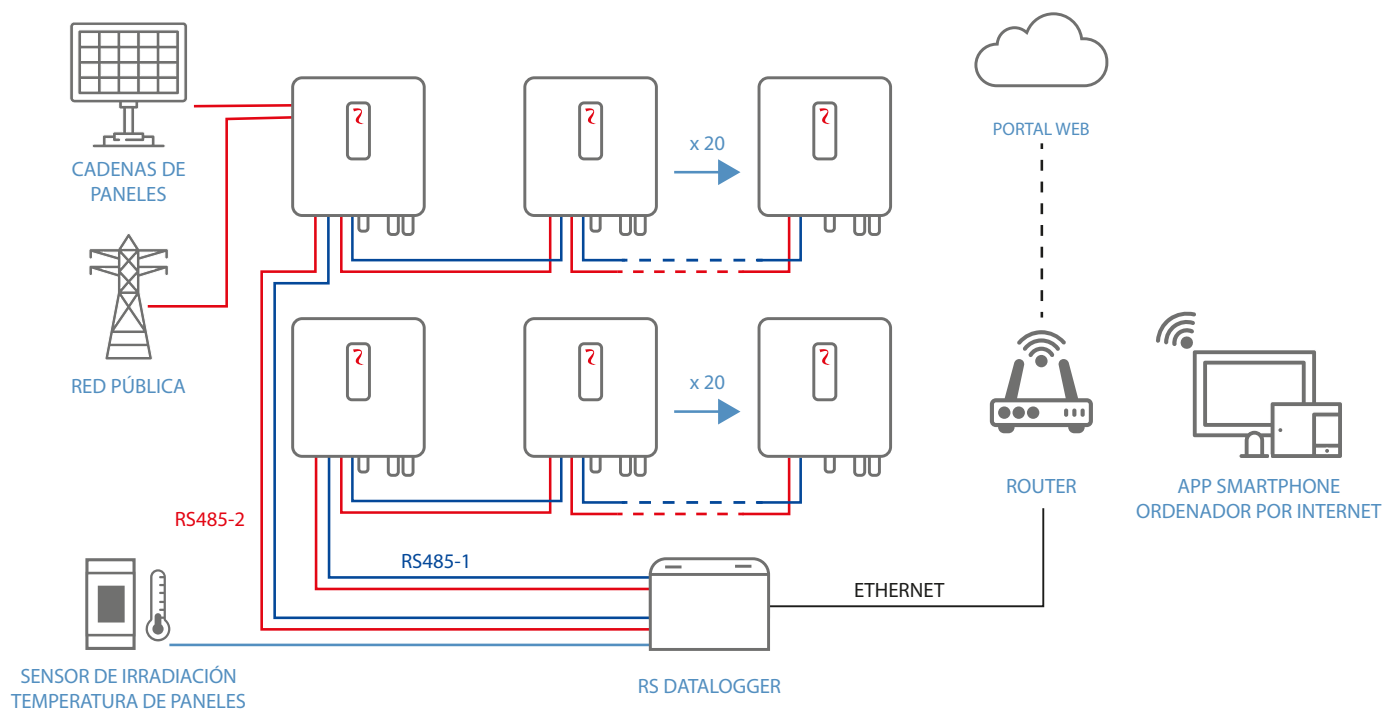 CADENAS DE
PANELES
x 20
PORTAL WEB
RED PÚBLICA
x 20
RS485-2
RS485-1
ROUTER
APP SMARTPHONE
ORDENADOR POR INTERNET
ETHERNET
SENSOR DE IRRADIACIÓN
TEMPERATURA DE PANELES
RS DATALOGGER